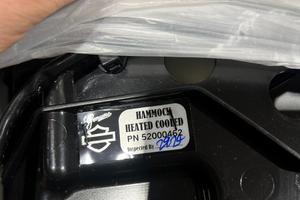 HAMMOCK
HEATED COOLED
PN 52000462
Inspected By